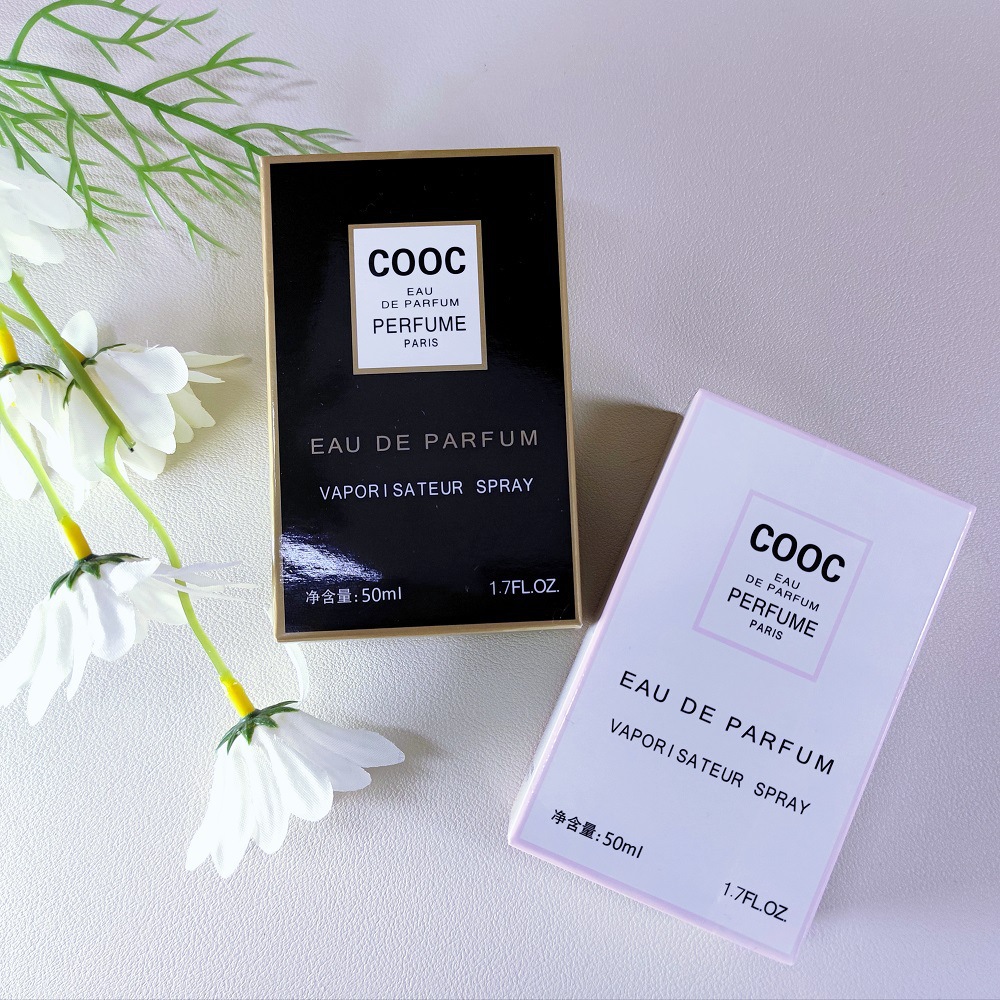 COOC
EAU
DE PARFUM
PERFUME
PARIS
EAU DE PARFUM
VAPORISATEUR SPRAY
净含量:50ml
1.7FL.OZ.
COOC
EAU
DE PARFUM
PERFUME
PARIS
EAU DE PARFUM
VAPORISATEUR SPRAY
净含量:50ml
1.7FL.OZ.